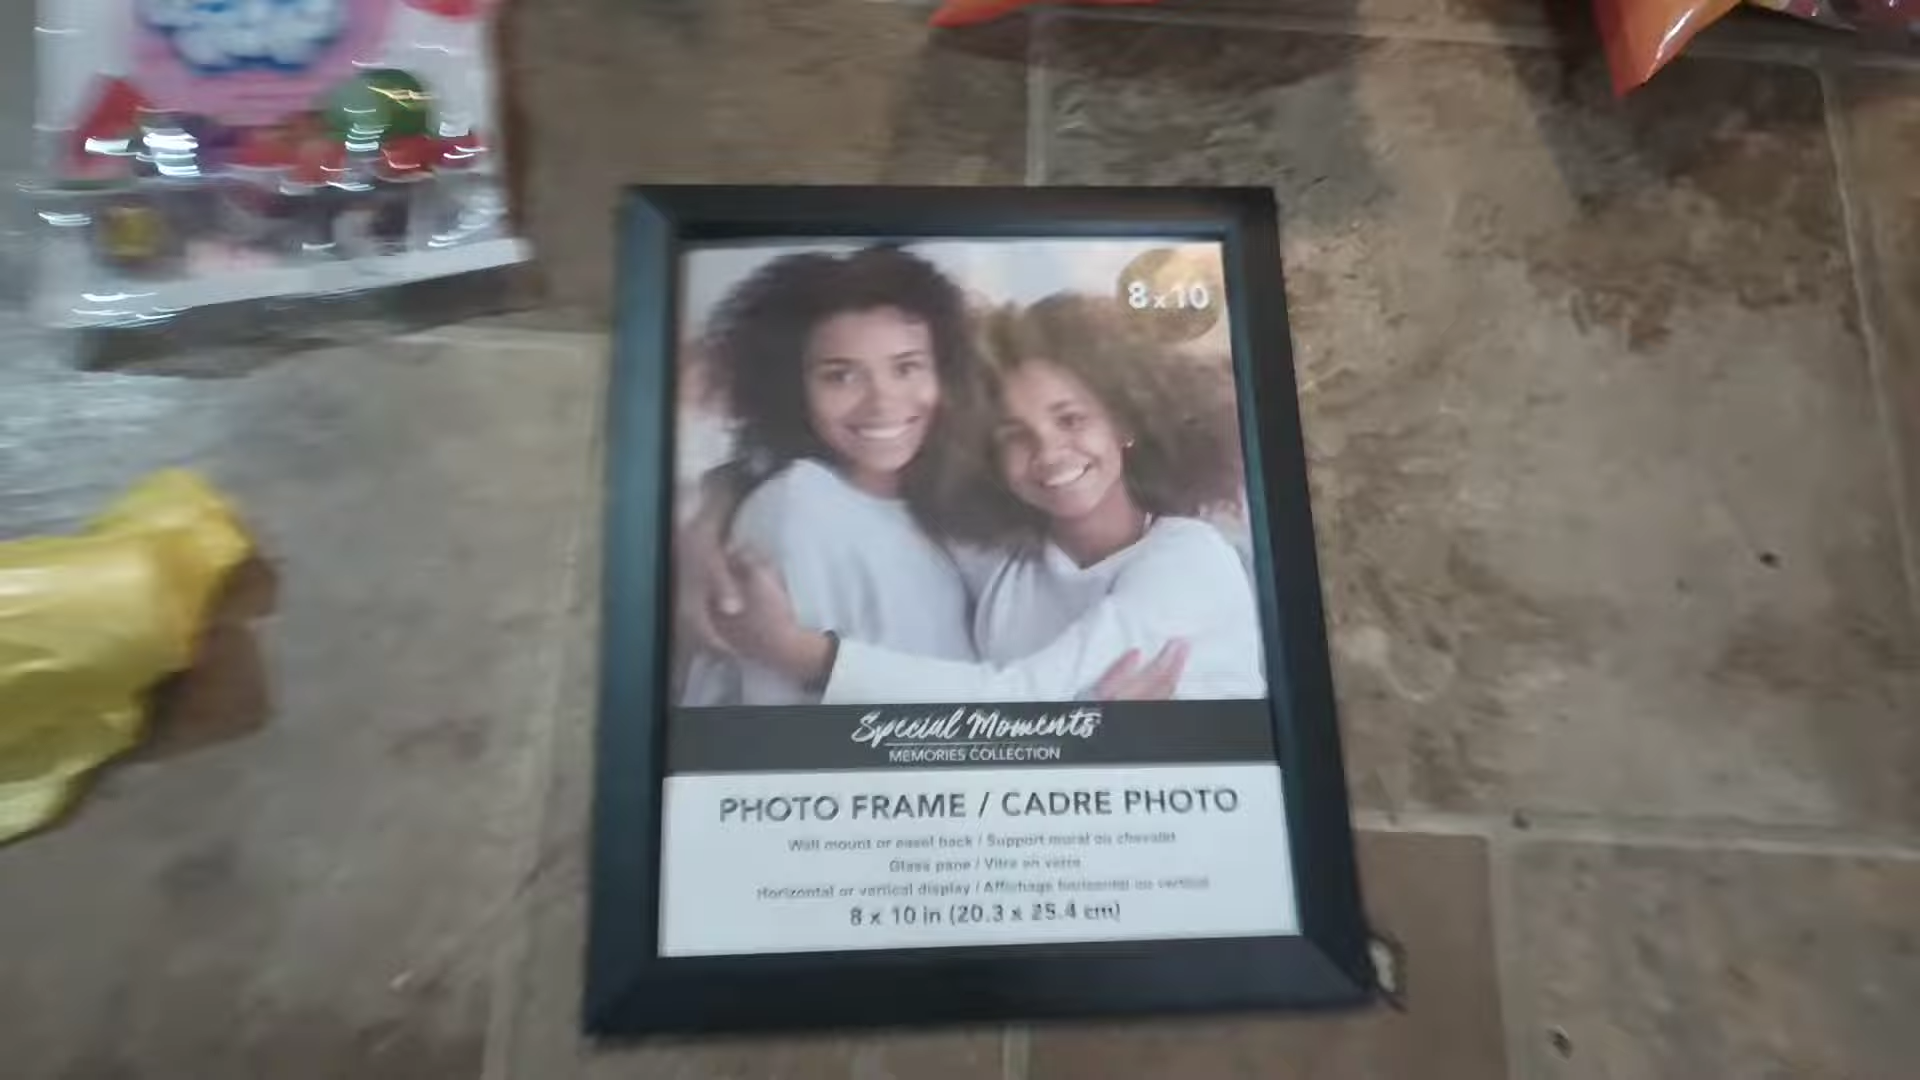 8 x 10
Special Moments
MEMORIES COLLECTION
PHOTO FRAME / CADRE PHOTO
Wall mount or easel back / Support mural ou chevalet
Glass pane / Vitre en verre
Horizontal or vertical display / Affichage horizontal ou vertical
8 x 10 in (20.3 x 25.4 cm)